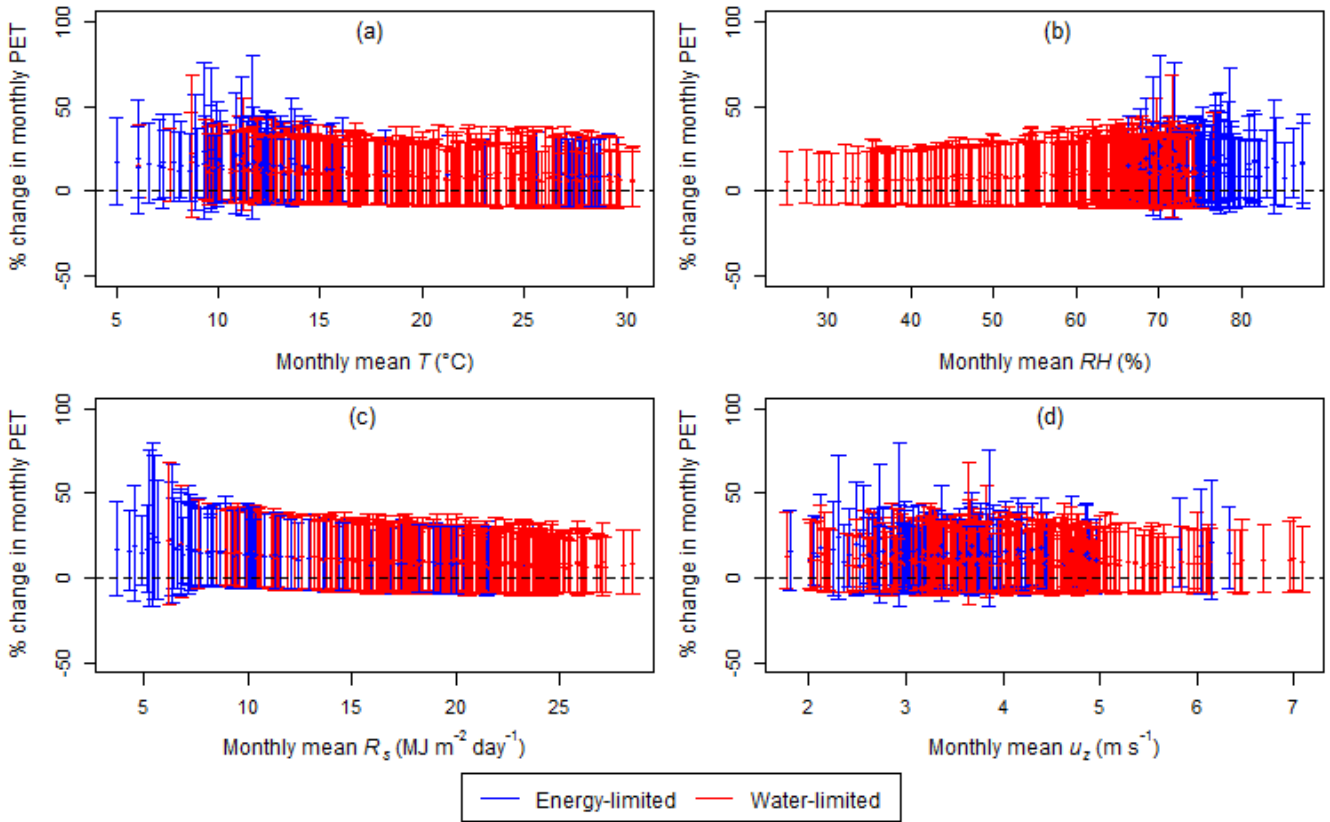 (a)
% change in monthly PET
100
50
0
-50
5 10 15 20 25 30
Monthly mean T (°C)
(b)
% change in monthly PET
100
50
0
-50
30 40 50 60 70 80
Monthly mean RH (%)
(c)
% change in monthly PET
100
50
0
-50
5 10 15 20 25
Monthly mean Rs (MJ m⁻² day⁻¹)
(d)
% change in monthly PET
100
50
0
-50
2 3 4 5 6 7
Monthly mean uz (m s⁻¹)
Energy-limited Water-limited